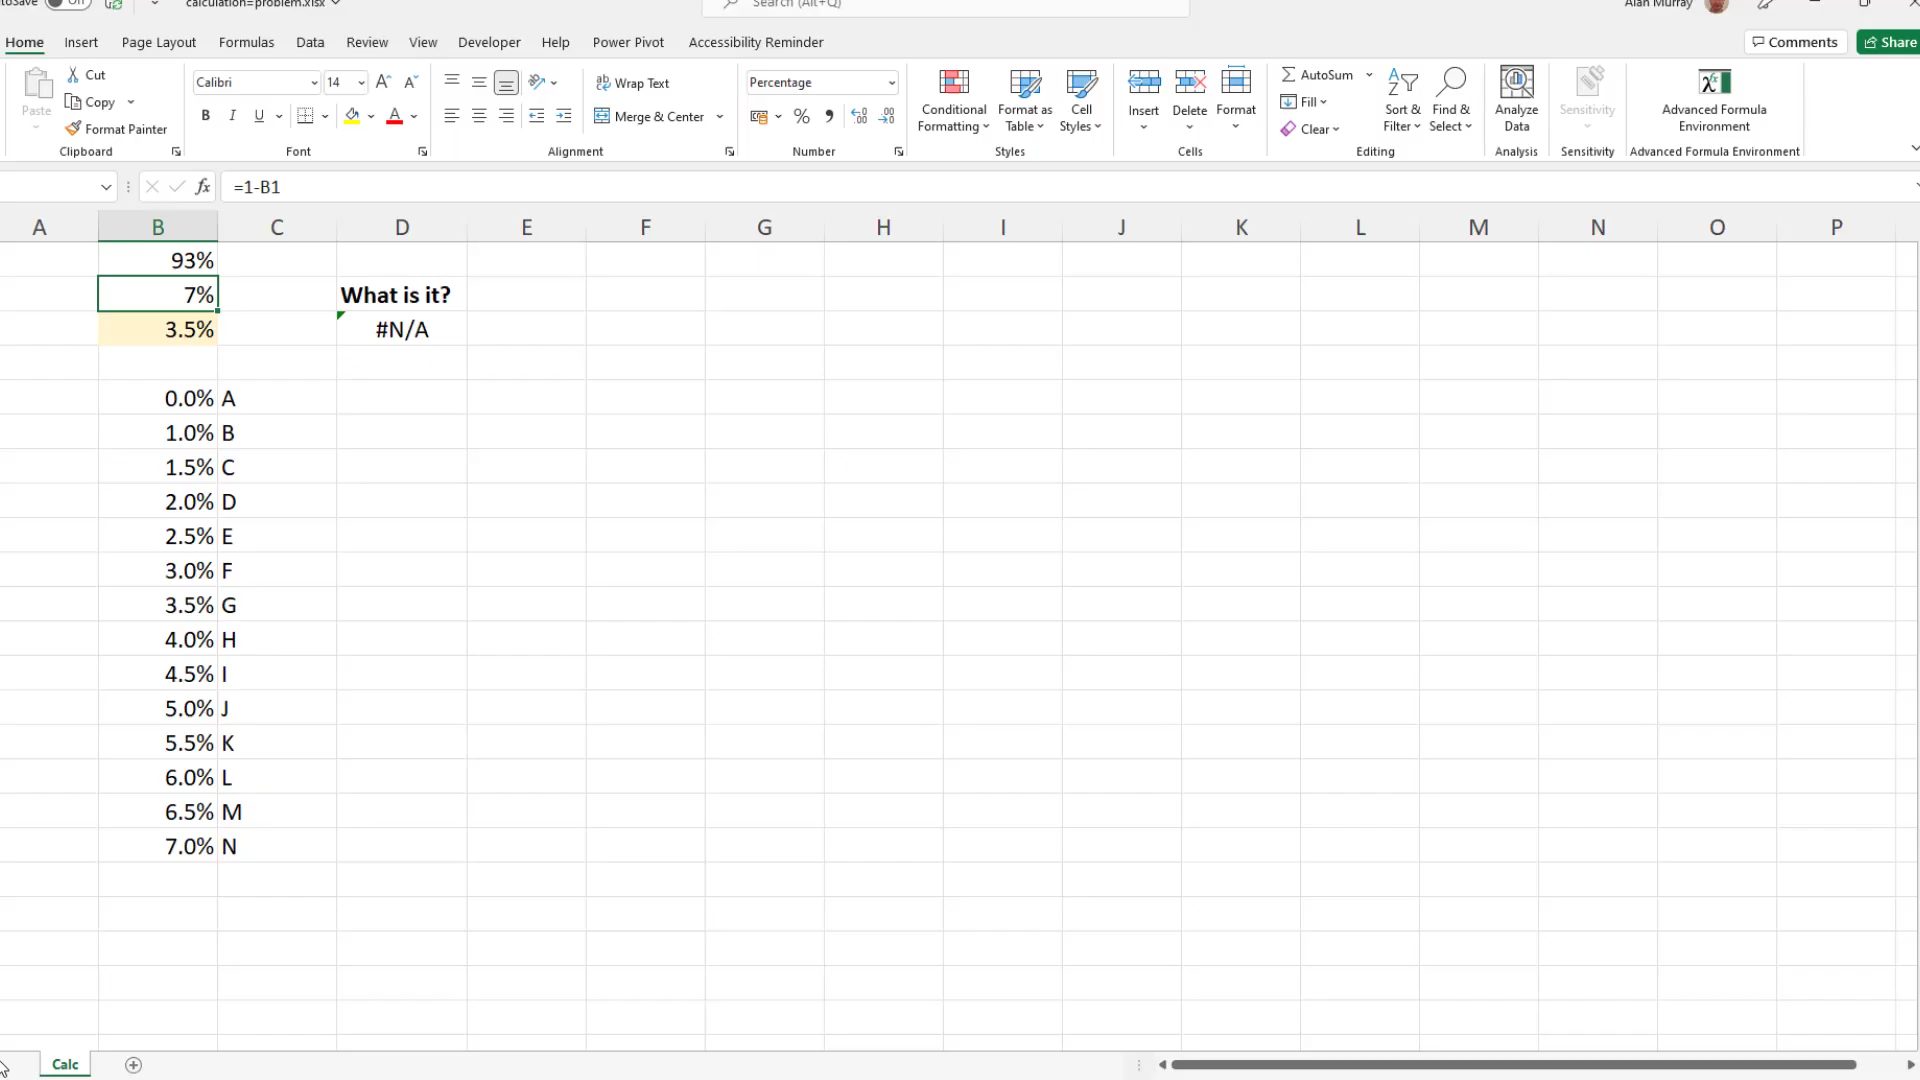 calculation=problem.xlsx
Search (Alt+Q)
Alan Murray
Home Insert Page Layout Formulas Data Review View Developer Help Power Pivot Accessibility Reminder
Comments Share
Paste
Cut
Copy
Format Painter
Clipboard
Calibri 14
B I U
Font
Wrap Text
Merge & Center
Alignment
Percentage
Number
Conditional Formatting
Format as Table
Cell Styles
Styles
Insert Delete Format
Cells
AutoSum
Fill
Clear
Sort & Filter
Find & Select
Editing
Analyze Data
Analysis
Sensitivity
Sensitivity
Advanced Formula Environment
Advanced Formula Environment
fx =1-B1
A B C D E F G H I J K L M N O P
93%
7% What is it?
3.5% #N/A
0.0% A
1.0% B
1.5% C
2.0% D
2.5% E
3.0% F
3.5% G
4.0% H
4.5% I
5.0% J
5.5% K
6.0% L
6.5% M
7.0% N
Calc